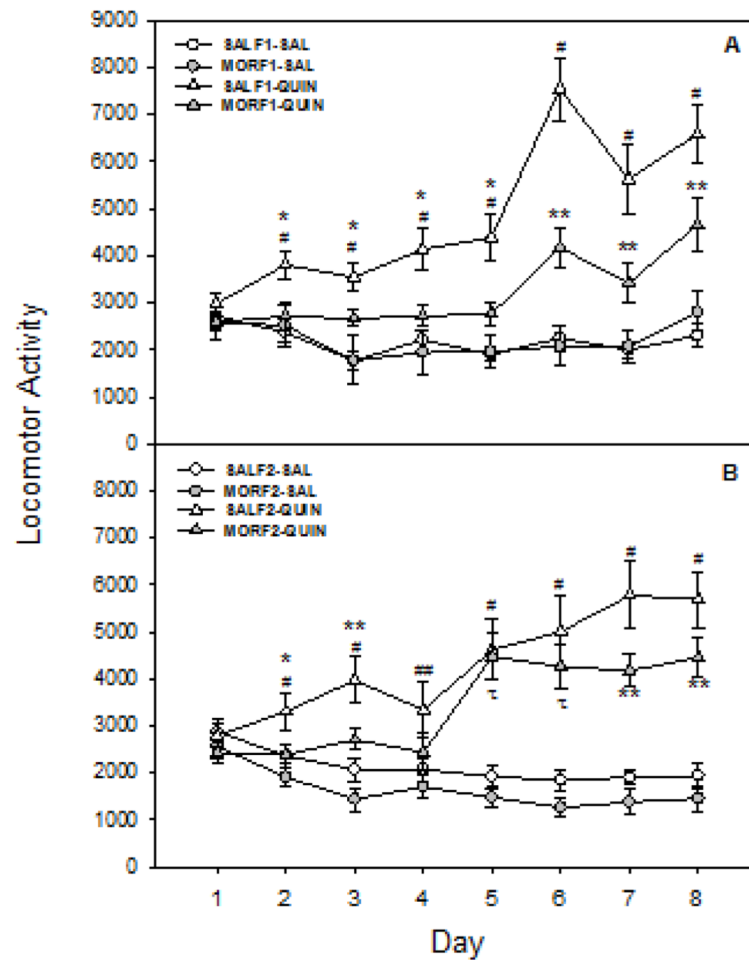 9000
8000
7000
6000
5000
4000
3000
2000
1000
0
SALF1-SAL
MORF1-SAL
SALF1-QUIN
MORF1-QUIN
A
*
#
*
#
*
#
*
#
#
**
#
**
#
**
8000
7000
6000
5000
4000
3000
2000
1000
0
SALF2-SAL
MORF2-SAL
SALF2-QUIN
MORF2-QUIN
B
*
#
**
#
##
#
τ
#
τ
#
**
#
**
1 2 3 4 5 6 7 8
Day
Locomotor Activity